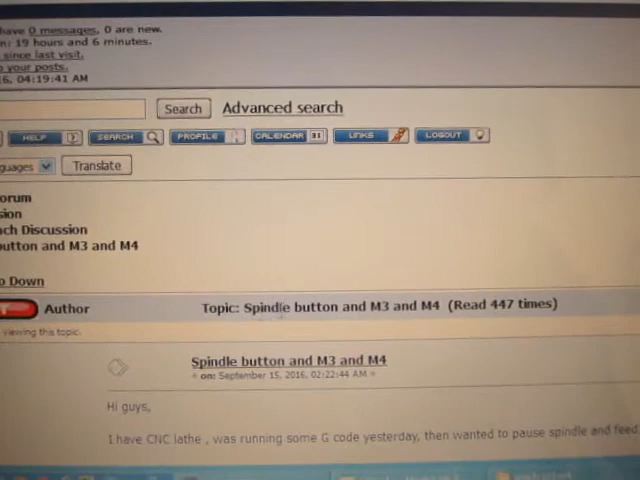 have 0 messages, 0 are new.
n: 19 hours and 6 minutes.
since last visit.
your posts.
6, 04:19:41 AM
Search Advanced search
HELP SEARCH PROFILE CALENDAR 31 LINKS LOGOUT
guages Translate
orum
sion
ach Discussion
button and M3 and M4
o Down
Author Topic: Spindle button and M3 and M4 (Read 447 times)
viewing this topic.
Spindle button and M3 and M4
« on: September 15, 2016, 02:22:44 AM »
Hi guys,
I have CNC lathe , was running some G code yesterday, then wanted to pause spindle and feed